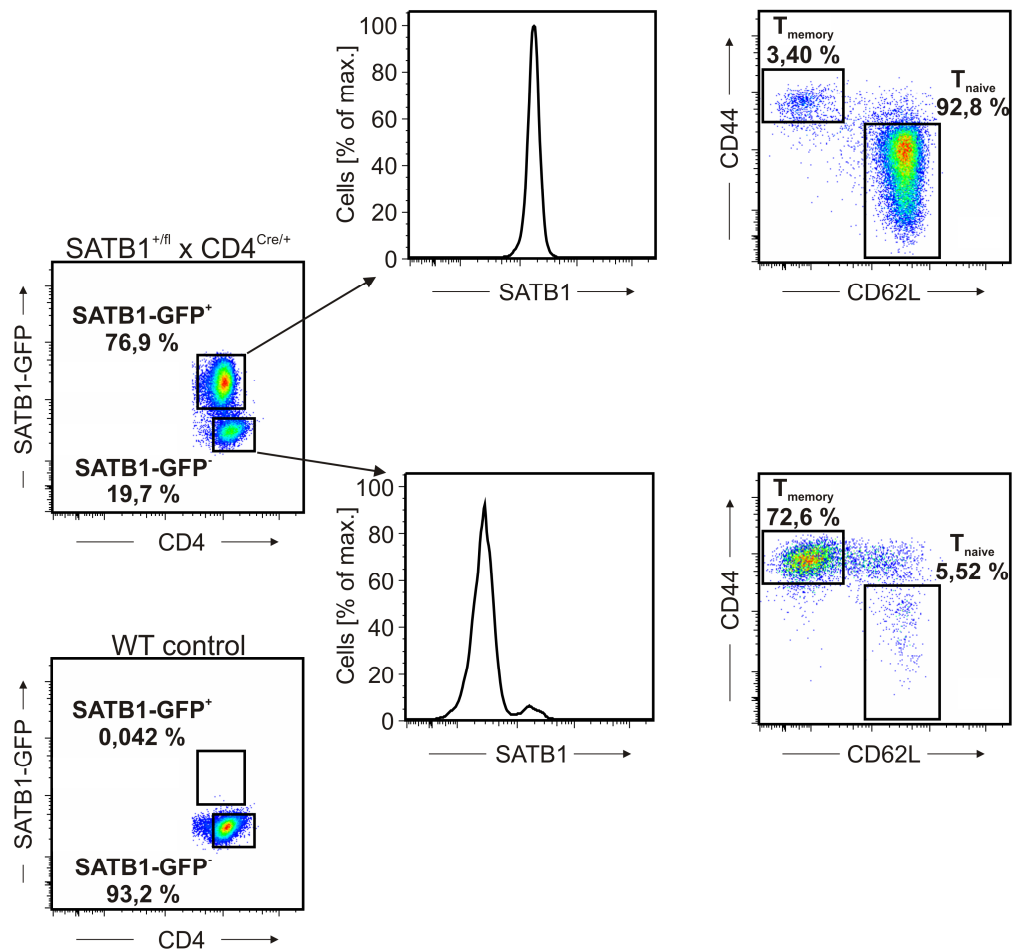 SATB1+/fl x CD4Cre/+
SATB1-GFP+
76,9 %
SATB1-GFP-
19,7 %
SATB1-GFP
CD4
WT control
SATB1-GFP+
0,042 %
SATB1-GFP-
93,2 %
SATB1-GFP
CD4
Cells [% of max.]
100
80
60
40
20
0
SATB1
Tmemory
3,40 %
Tnaive
92,8 %
CD44
CD62L
Cells [% of max.]
100
80
60
40
20
0
SATB1
Tmemory
72,6 %
Tnaive
5,52 %
CD44
CD62L